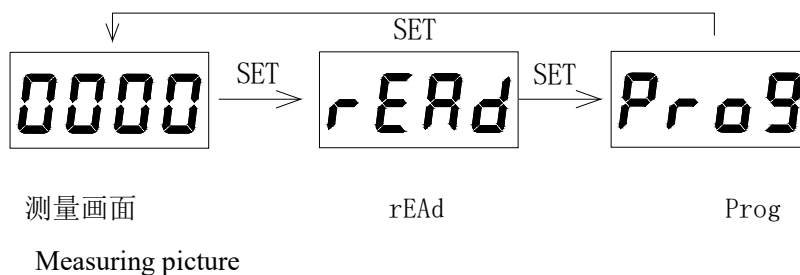 SET
0000 SET rEAd SET Prog
测量画面 rEAd Prog
Measuring picture